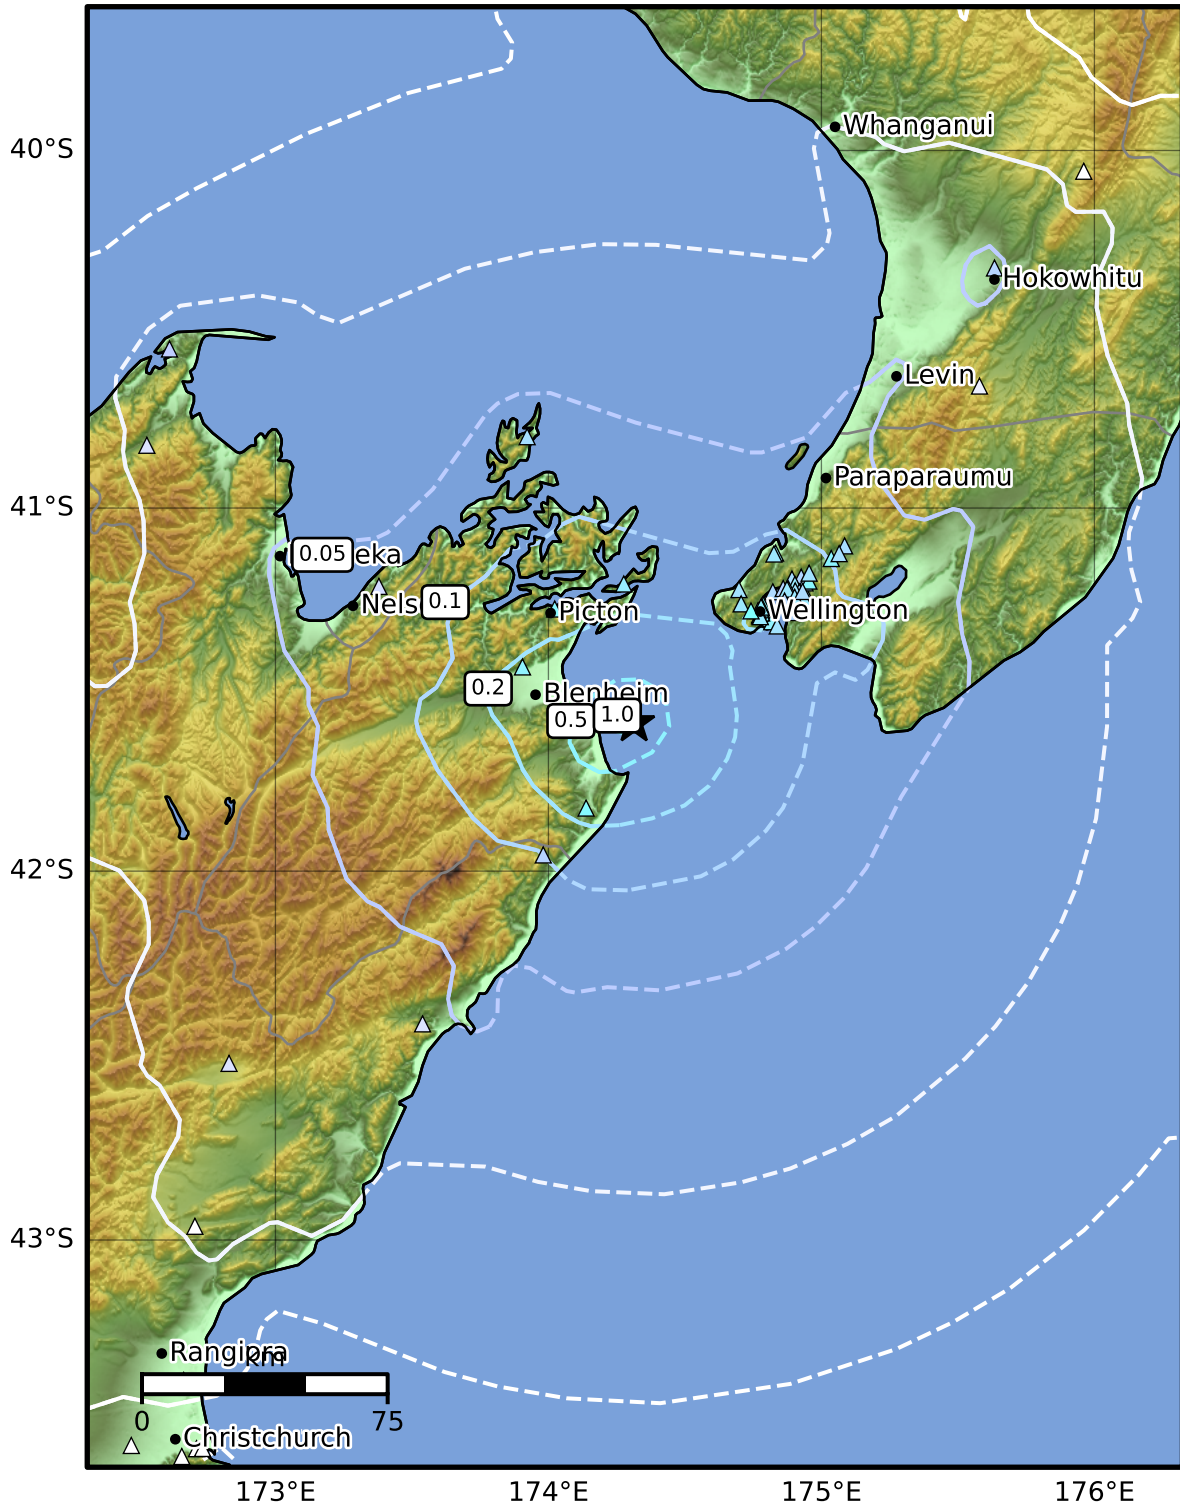 Whanganui
40°S
Hokowhitu
Levin
Paraparaumu
41°S
0.05 eka
Nels 0.1
Picton
Wellington
0.2
Blenheim
0.5
1.0
42°S
43°S
Rangiora
km
0 75
Christchurch
173°E 174°E 175°E 176°E